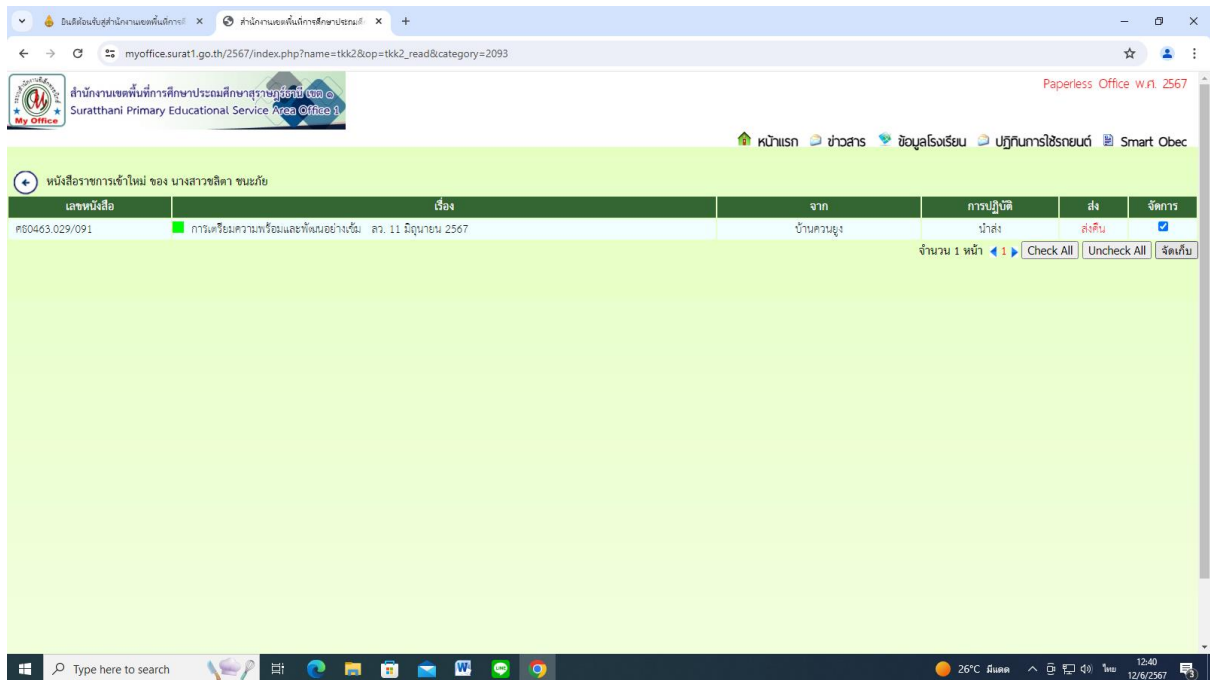 ยินดีต้อนรับสู่สำนักงานเขตพื้นที่การศึ
สำนักงานเขตพื้นที่การศึกษาประถมศึ
myoffice.surat1.go.th/2567/index.php?name=tkk2&op=tkk2_read&category=2093
My Office
สำนักงานเขตพื้นที่การศึกษาประถมศึกษาสุราษฎร์ธานี เขต ๑
Suratthani Primary Educational Service Area Office 1
Paperless Office พ.ศ. 2567
หน้าแรก ข่าวสาร ข้อมูลโรงเรียน ปฏิทินการใช้รถยนต์ Smart Obec
หนังสือราชการเข้าใหม่ ของ นางสาวชลิตา ชนะภัย
เลขหนังสือ เรื่อง จาก การปฏิบัติ ส่ง จัดการ
ศธ0463.029/091 การเตรียมความพร้อมและพัฒนอย่างเข้ม ลว. 11 มิถุนายน 2567 บ้านควนยูง นำส่ง ส่งคืน
จำนวน 1 หน้า 1 Check All Uncheck All จัดเก็บ
Type here to search 26°C มีแดด ไทย 12:40
12/6/2567